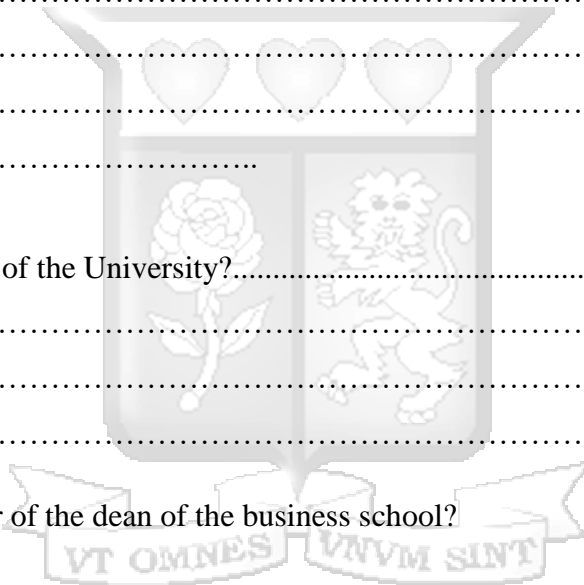 ………………………………………………………………
………………………………………………………………
………………………………………………………………
……………………………..
of the University?............................................
………………………………………………………………
………………………………………………………………
………………………………………………………………
of the dean of the business school?
VT OMNES VNVM SINT